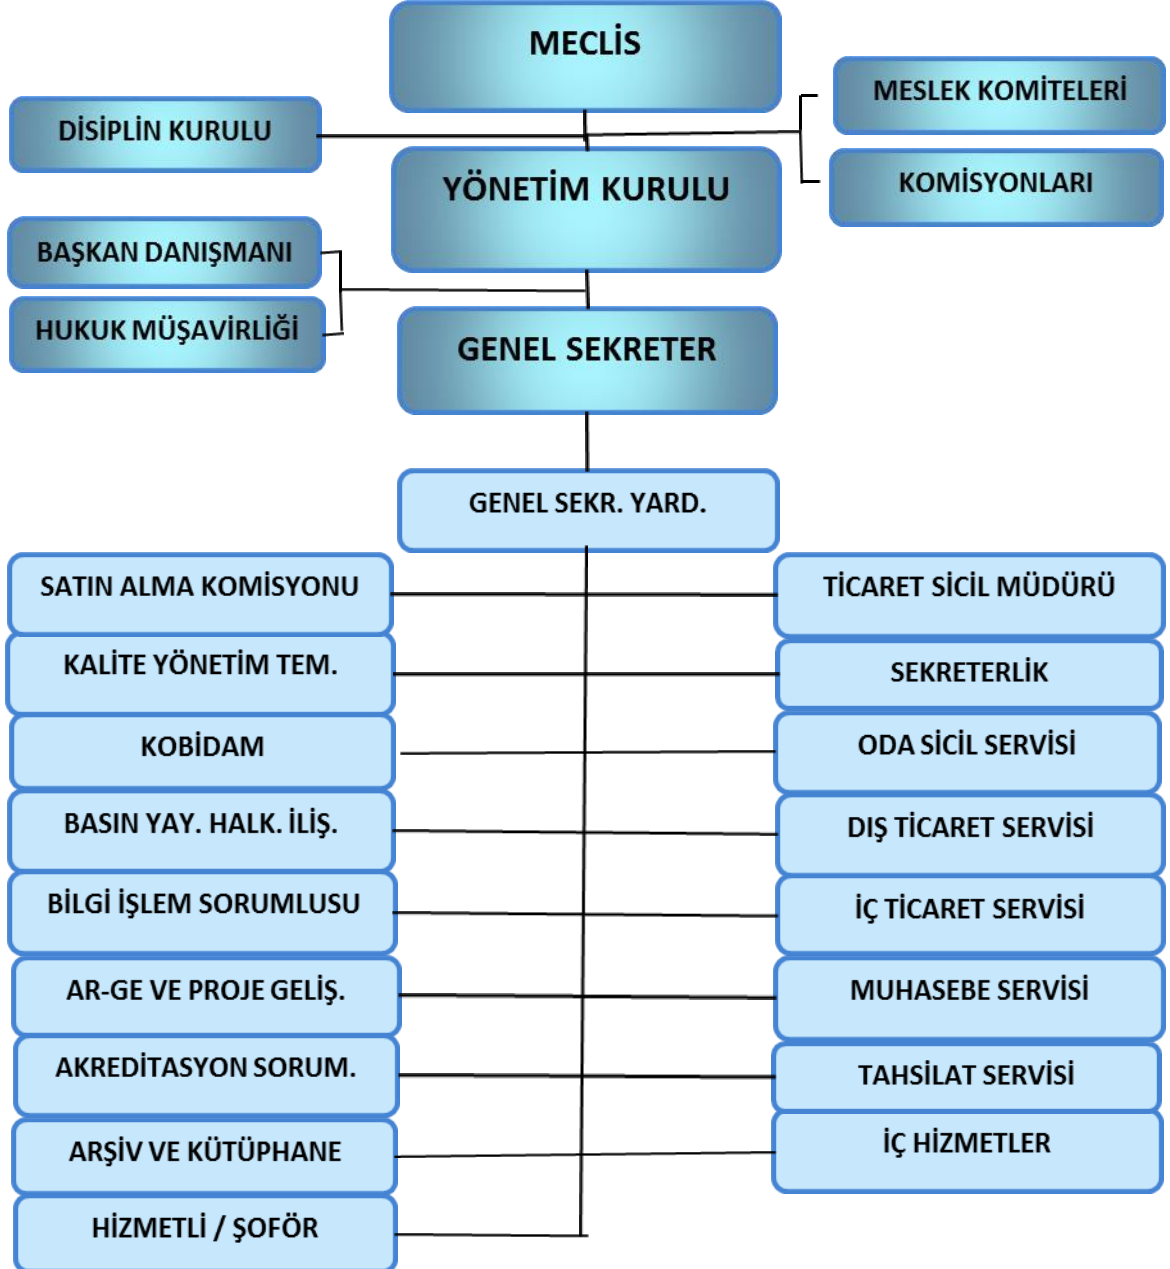 MECLİS
MESLEK KOMİTELERİ
DİSİPLİN KURULU
KOMİSYONLARI
YÖNETİM KURULU
BAŞKAN DANIŞMANI
HUKUK MÜŞAVİRLİĞİ
GENEL SEKRETER
GENEL SEKR. YARD.
SATIN ALMA KOMİSYONU
TİCARET SİCİL MÜDÜRÜ
KALİTE YÖNETİM TEM.
SEKRETERLİK
KOBİDAM
ODA SİCİL SERVİSİ
BASIN YAY. HALK. İLİŞ.
DIŞ TİCARET SERVİSİ
BİLGİ İŞLEM SORUMLUSU
İÇ TİCARET SERVİSİ
AR-GE VE PROJE GELİŞ.
MUHASEBE SERVİSİ
AKREDİTASYON SORUM.
TAHSİLAT SERVİSİ
ARŞİV VE KÜTÜPHANE
İÇ HİZMETLER
HİZMETLİ / ŞOFÖR